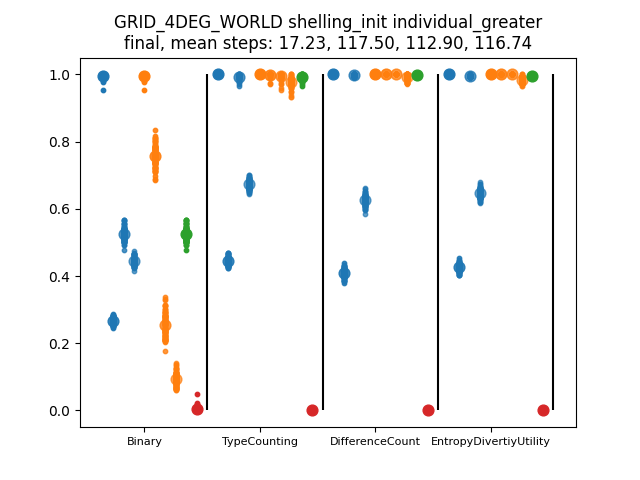 GRID_4DEG_WORLD shelling_init individual_greater
final, mean steps: 17.23, 117.50, 112.90, 116.74
1.0
0.8
0.6
0.4
0.2
0.0
Binary
TypeCounting
DifferenceCount
EntropyDivertiyUtility